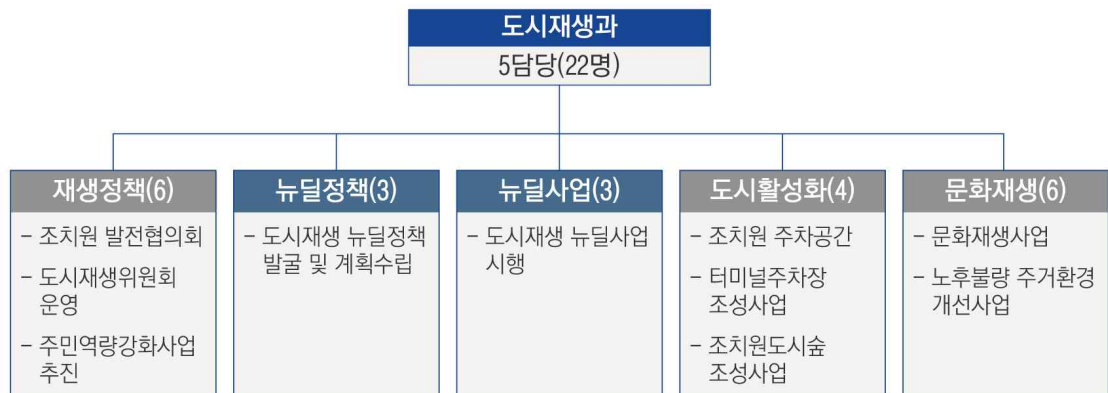 도시재생과
5담당(22명)
재생정책(6)
- 조치원 발전협의회
- 도시재생위원회
운영
- 주민역량강화사업
추진
뉴딜정책(3)
- 도시재생 뉴딜정책
발굴 및 계획수립
뉴딜사업(3)
- 도시재생 뉴딜사업
시행
도시활성화(4)
- 조치원 주차공간
- 터미널주차장
조성사업
- 조치원도시숲
조성사업
문화재생(6)
- 문화재생사업
- 노후불량 주거환경
개선사업